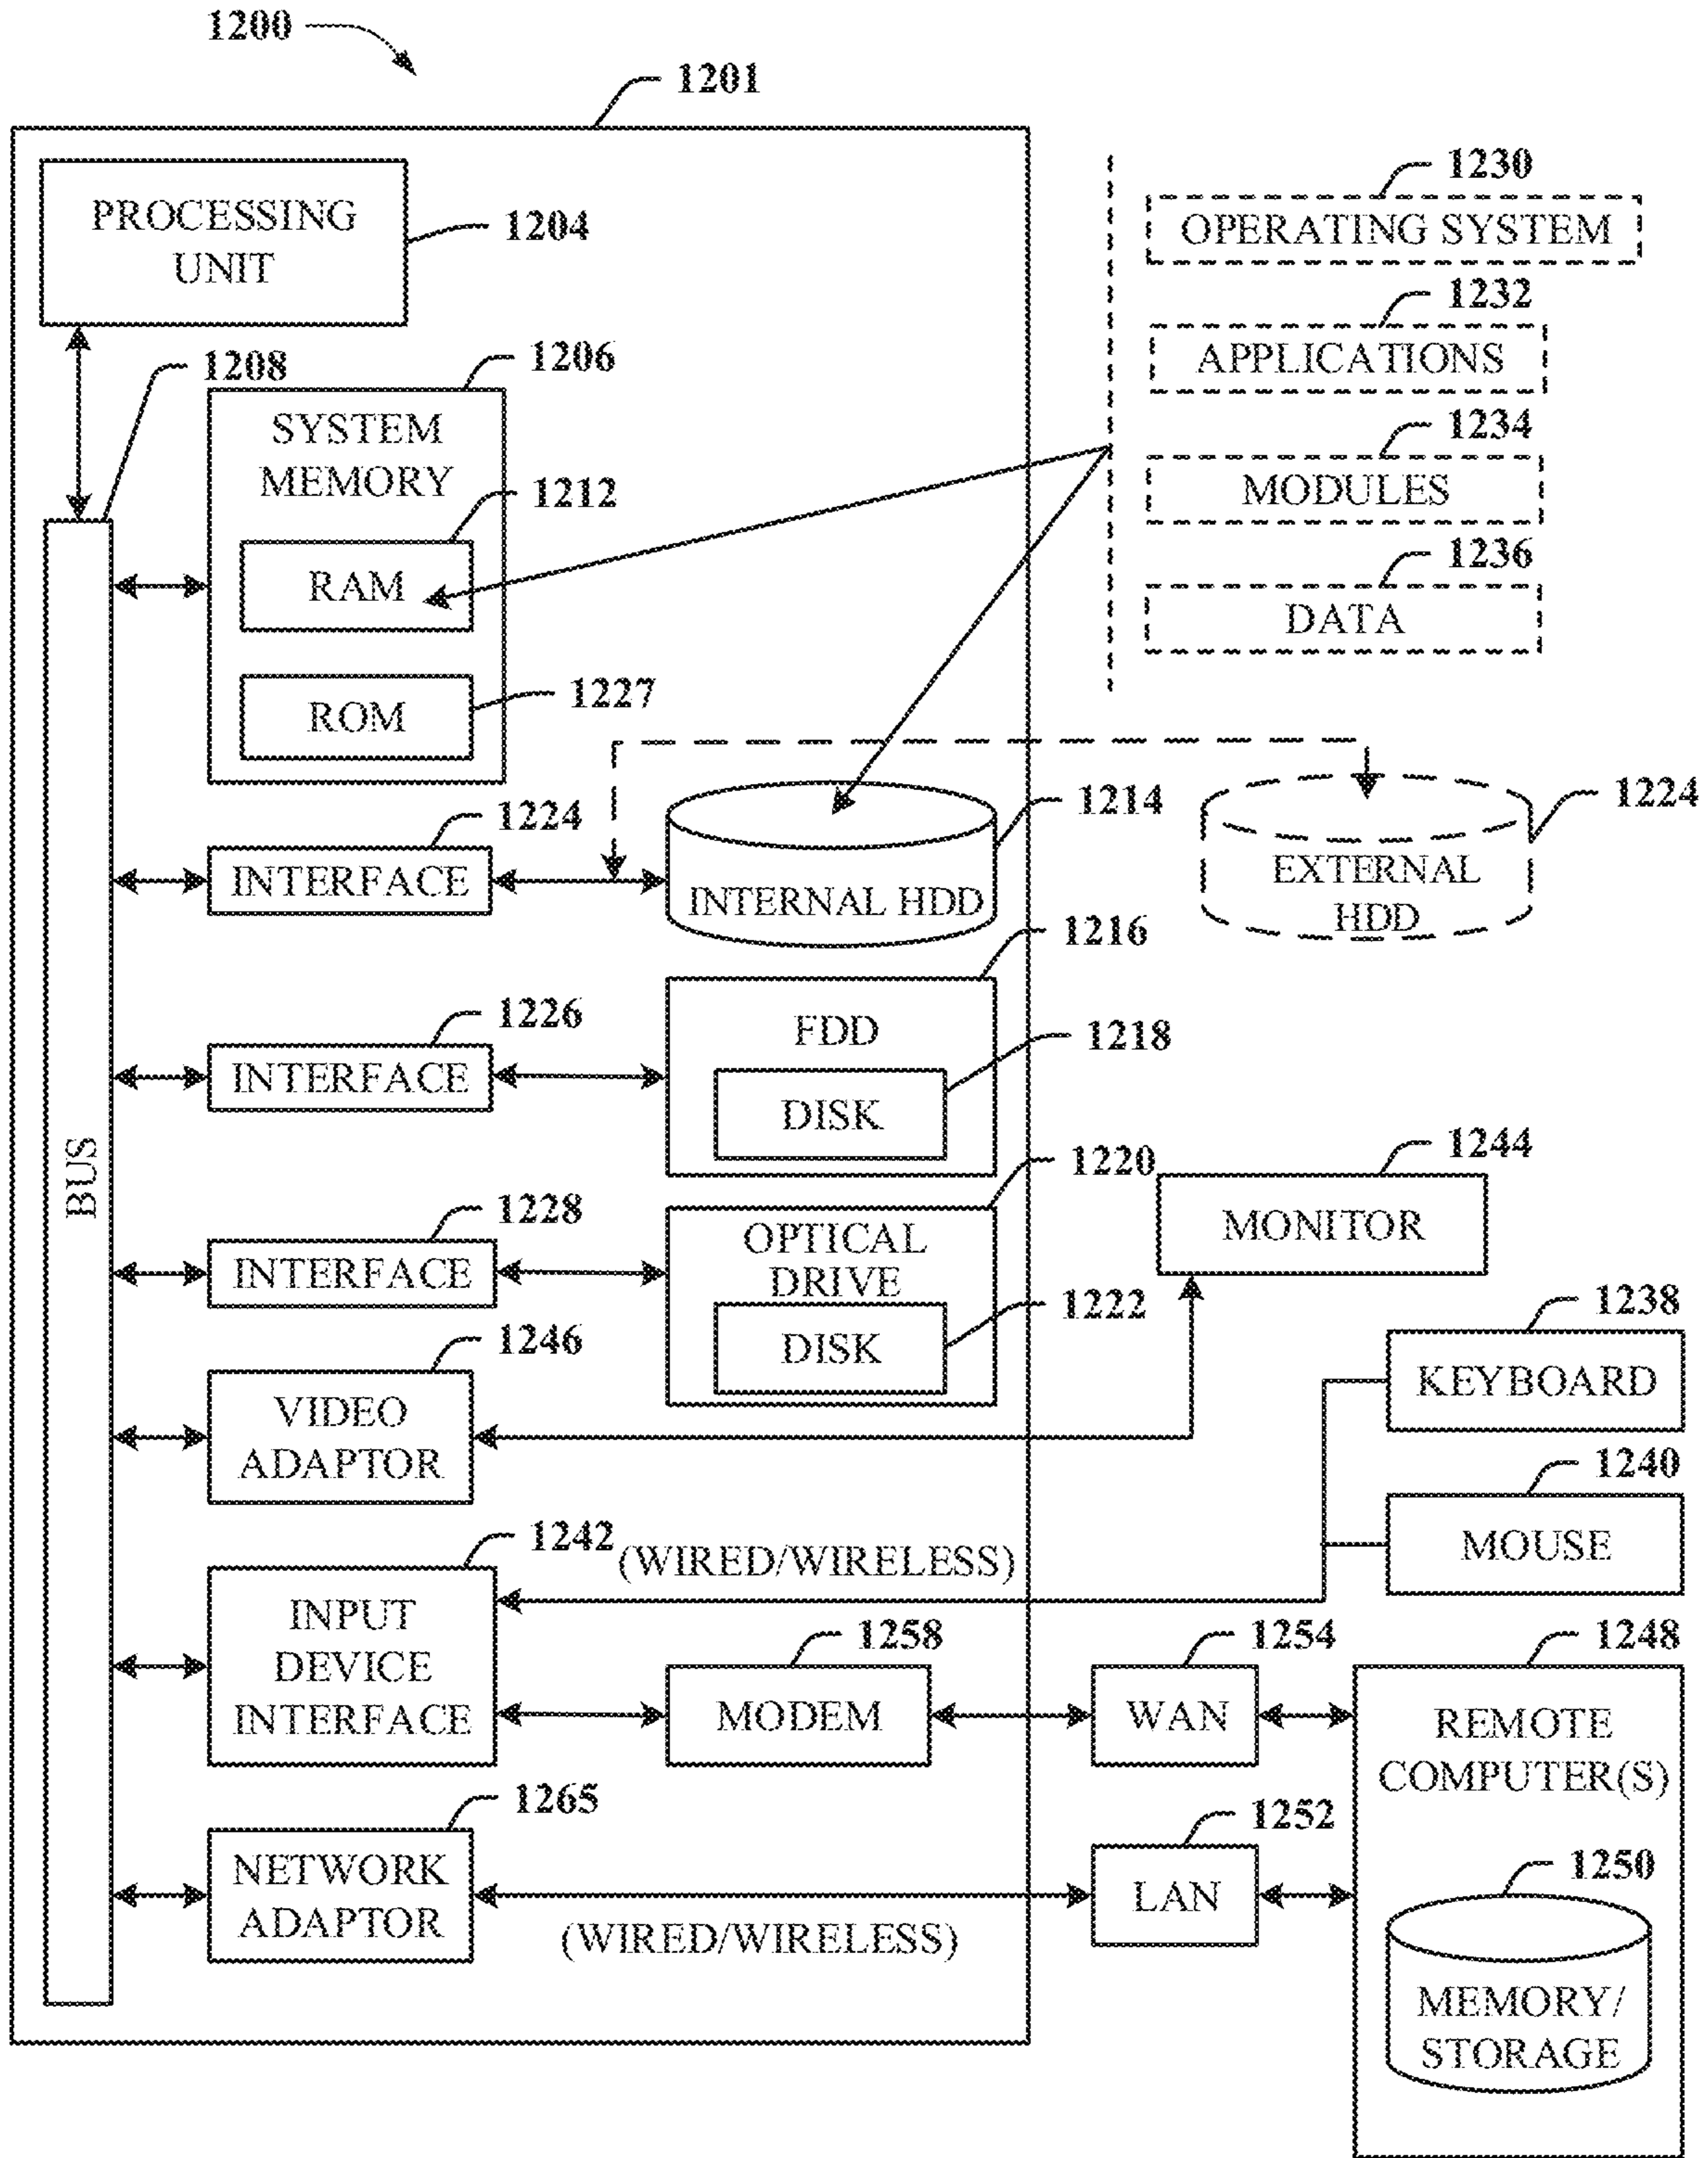 1200
1201
PROCESSING
UNIT
1204
1208
1206
SYSTEM
MEMORY
1212
RAM
ROM
1227
1230
OPERATING SYSTEM
1232
APPLICATIONS
1234
MODULES
1236
DATA
BUS
1224
INTERFACE
1214
INTERNAL HDD
1224
EXTERNAL
HDD
1226
INTERFACE
1216
FDD
1218
DISK
1228
INTERFACE
1220
OPTICAL
DRIVE
1222
DISK
1244
MONITOR
1246
VIDEO
ADAPTOR
1238
KEYBOARD
1240
MOUSE
1242
(WIRED/WIRELESS)
INPUT
DEVICE
INTERFACE
1258
MODEM
1254
WAN
1248
REMOTE
COMPUTER(S)
1265
NETWORK
ADAPTOR
(WIRED/WIRELESS)
1252
LAN
1250
MEMORY/
STORAGE